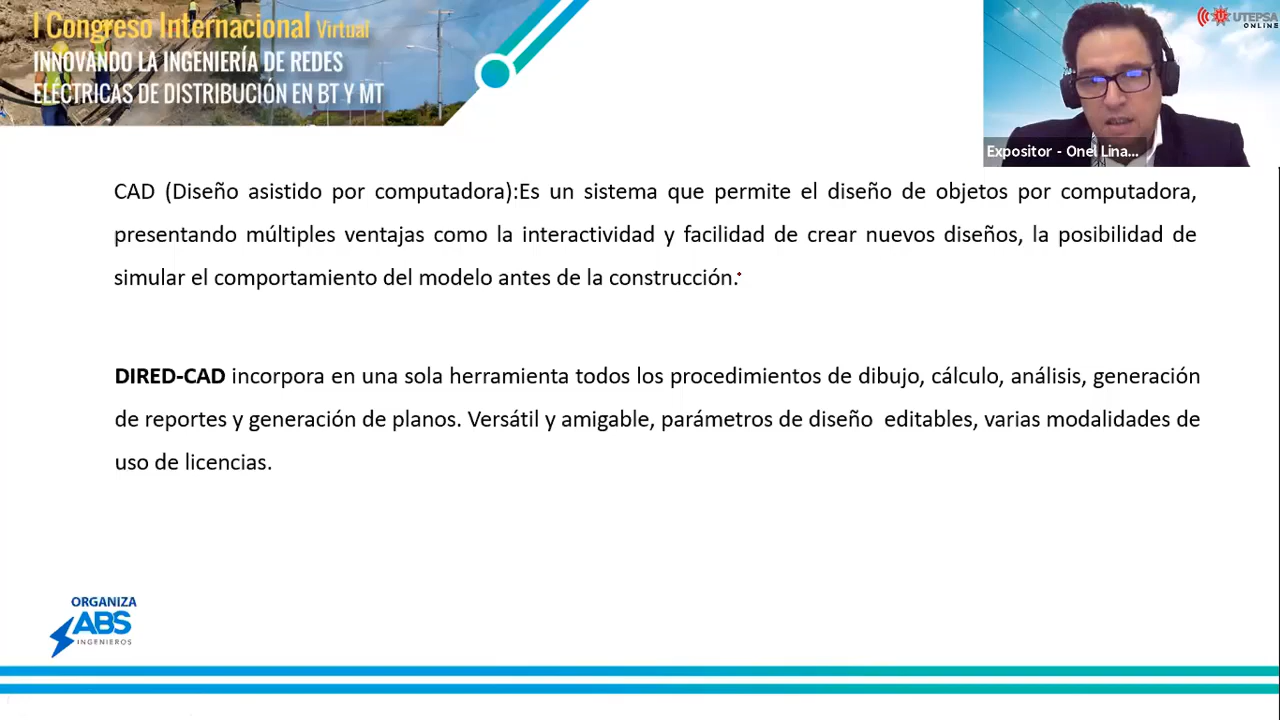 I Congreso Internacional Virtual
INNOVANDO LA INGENIERÍA DE REDES
ELÉCTRICAS DE DISTRIBUCIÓN EN BT Y MT
UTEPSA
ONLINE
Expositor - Onel Lina...
CAD (Diseño asistido por computadora):Es un sistema que permite el diseño de objetos por computadora,
presentando múltiples ventajas como la interactividad y facilidad de crear nuevos diseños, la posibilidad de
simular el comportamiento del modelo antes de la construcción.
DIRED-CAD incorpora en una sola herramienta todos los procedimientos de dibujo, cálculo, análisis, generación
de reportes y generación de planos. Versátil y amigable, parámetros de diseño editables, varias modalidades de
uso de licencias.
ORGANIZA
ABS
INGENIEROS